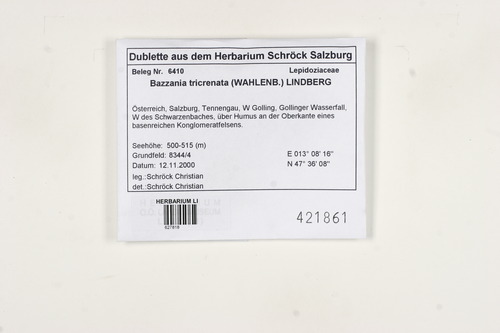 Dublette aus dem Herbarium Schröck Salzburg
Beleg Nr. 6410 Lepidoziaceae
Bazzania tricrenata (WAHLENB.) LINDBERG
Österreich, Salzburg, Tennengau, W Golling, Gollinger Wasserfall,
W des Schwarzenbaches, über Humus an der Oberkante eines
basenreichen Konglomeratfelsens.
Seehöhe: 500-515 (m)
Grundfeld: 8344/4 E 013° 08' 16"
Datum: 12.11.2000 N 47° 36' 08"
leg.:Schröck Christian
det.:Schröck Christian
HERBARIUM LI
421861